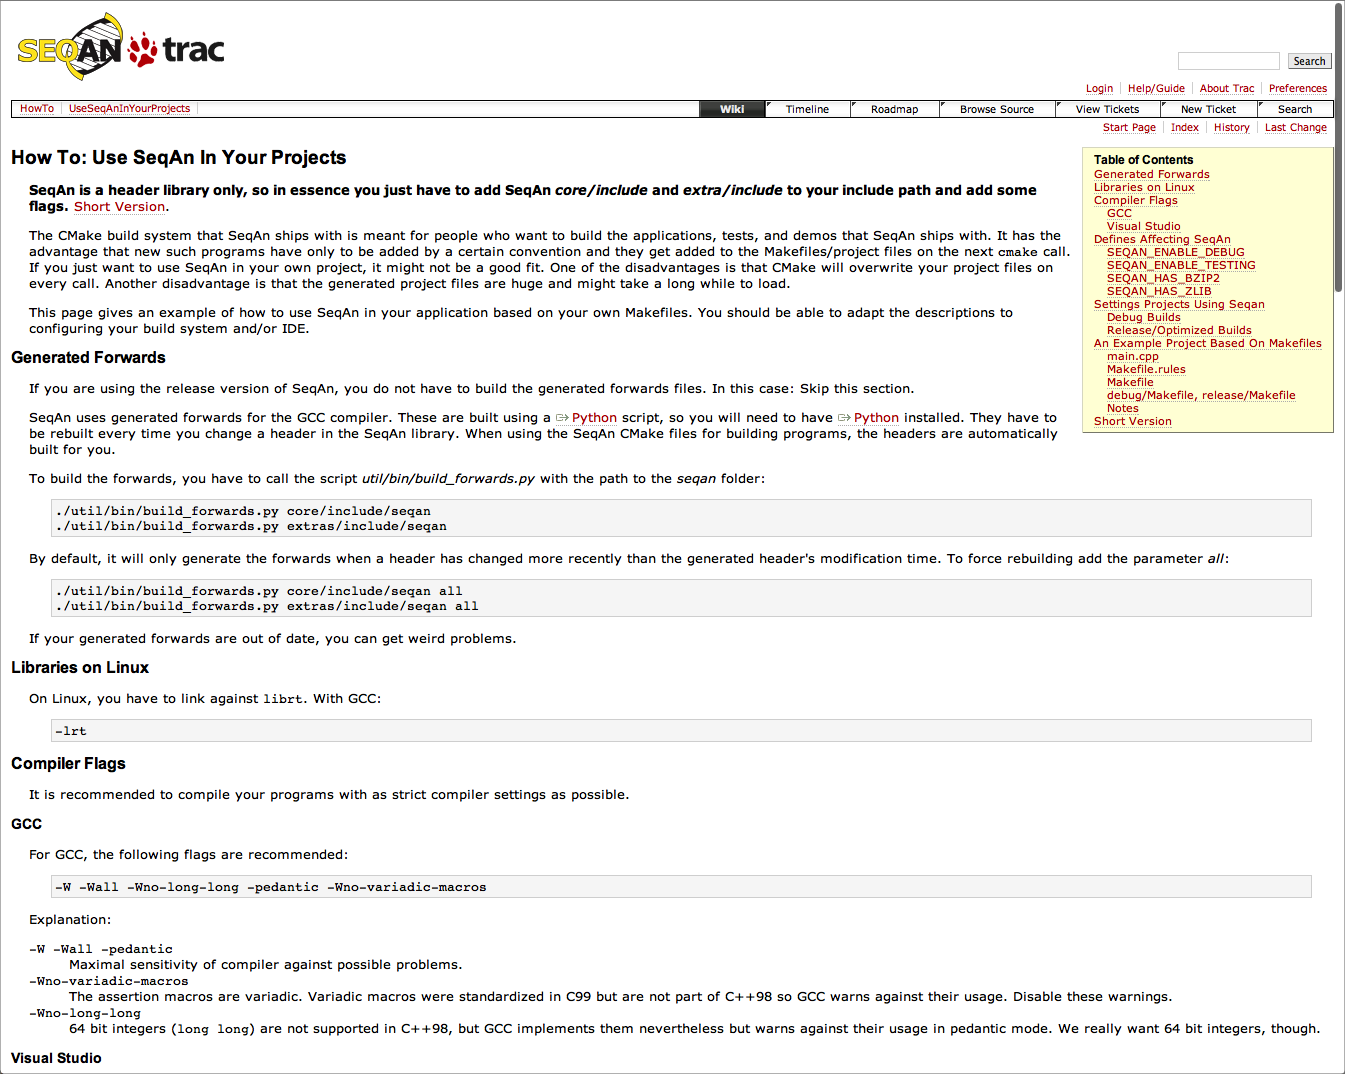 SEQAN trac
Search
Login Help/Guide About Trac Preferences
HowTo UseSeqAnInYourProjects Wiki Timeline Roadmap Browse Source View Tickets New Ticket Search
Start Page Index History Last Change
How To: Use SeqAn In Your Projects
SeqAn is a header library only, so in essence you just have to add SeqAn core/include and extra/include to your include path and add some
flags. Short Version.
The CMake build system that SeqAn ships with is meant for people who want to build the applications, tests, and demos that SeqAn ships with. It has the
advantage that new such programs have only to be added by a certain convention and they get added to the Makefiles/project files on the next cmake call.
If you just want to use SeqAn in your own project, it might not be a good fit. One of the disadvantages is that CMake will overwrite your project files on
every call. Another disadvantage is that the generated project files are huge and might take a long while to load.
This page gives an example of how to use SeqAn in your application based on your own Makefiles. You should be able to adapt the descriptions to
configuring your build system and/or IDE.
Table of Contents
Generated Forwards
Libraries on Linux
Compiler Flags
GCC
Visual Studio
Defines Affecting SeqAn
SEQAN_ENABLE_DEBUG
SEQAN_ENABLE_TESTING
SEQAN_HAS_BZIP2
SEQAN_HAS_ZLIB
Settings Projects Using Seqan
Debug Builds
Release/Optimized Builds
An Example Project Based On Makefiles
main.cpp
Makefile.rules
Makefile
debug/Makefile, release/Makefile
Notes
Short Version
Generated Forwards
If you are using the release version of SeqAn, you do not have to build the generated forwards files. In this case: Skip this section.
SeqAn uses generated forwards for the GCC compiler. These are built using a Python script, so you will need to have Python installed. They have to
be rebuilt every time you change a header in the SeqAn library. When using the SeqAn CMake files for building programs, the headers are automatically
built for you.
To build the forwards, you have to call the script util/bin/build_forwards.py with the path to the seqan folder:
./util/bin/build_forwards.py core/include/seqan
./util/bin/build_forwards.py extras/include/seqan
By default, it will only generate the forwards when a header has changed more recently than the generated header's modification time. To force rebuilding add the parameter all:
./util/bin/build_forwards.py core/include/seqan all
./util/bin/build_forwards.py extras/include/seqan all
If your generated forwards are out of date, you can get weird problems.
Libraries on Linux
On Linux, you have to link against librt. With GCC:
-lrt
Compiler Flags
It is recommended to compile your programs with as strict compiler settings as possible.
GCC
For GCC, the following flags are recommended:
-W -Wall -Wno-long-long -pedantic -Wno-variadic-macros
Explanation:
-W -Wall -pedantic
Maximal sensitivity of compiler against possible problems.
-Wno-variadic-macros
The assertion macros are variadic. Variadic macros were standardized in C99 but are not part of C++98 so GCC warns against their usage. Disable these warnings.
-Wno-long-long
64 bit integers (long long) are not supported in C++98, but GCC implements them nevertheless but warns against their usage in pedantic mode. We really want 64 bit integers, though.
Visual Studio